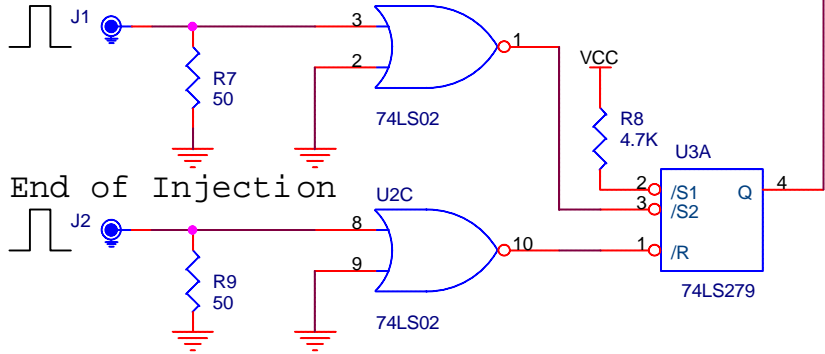 J1
3
1
2
R7
50
74LS02
VCC
R8
4.7K
U3A
2
/S1
Q
4
3
/S2
1
/R
74LS279
End of Injection
J2
U2C
8
10
9
R9
50
74LS02